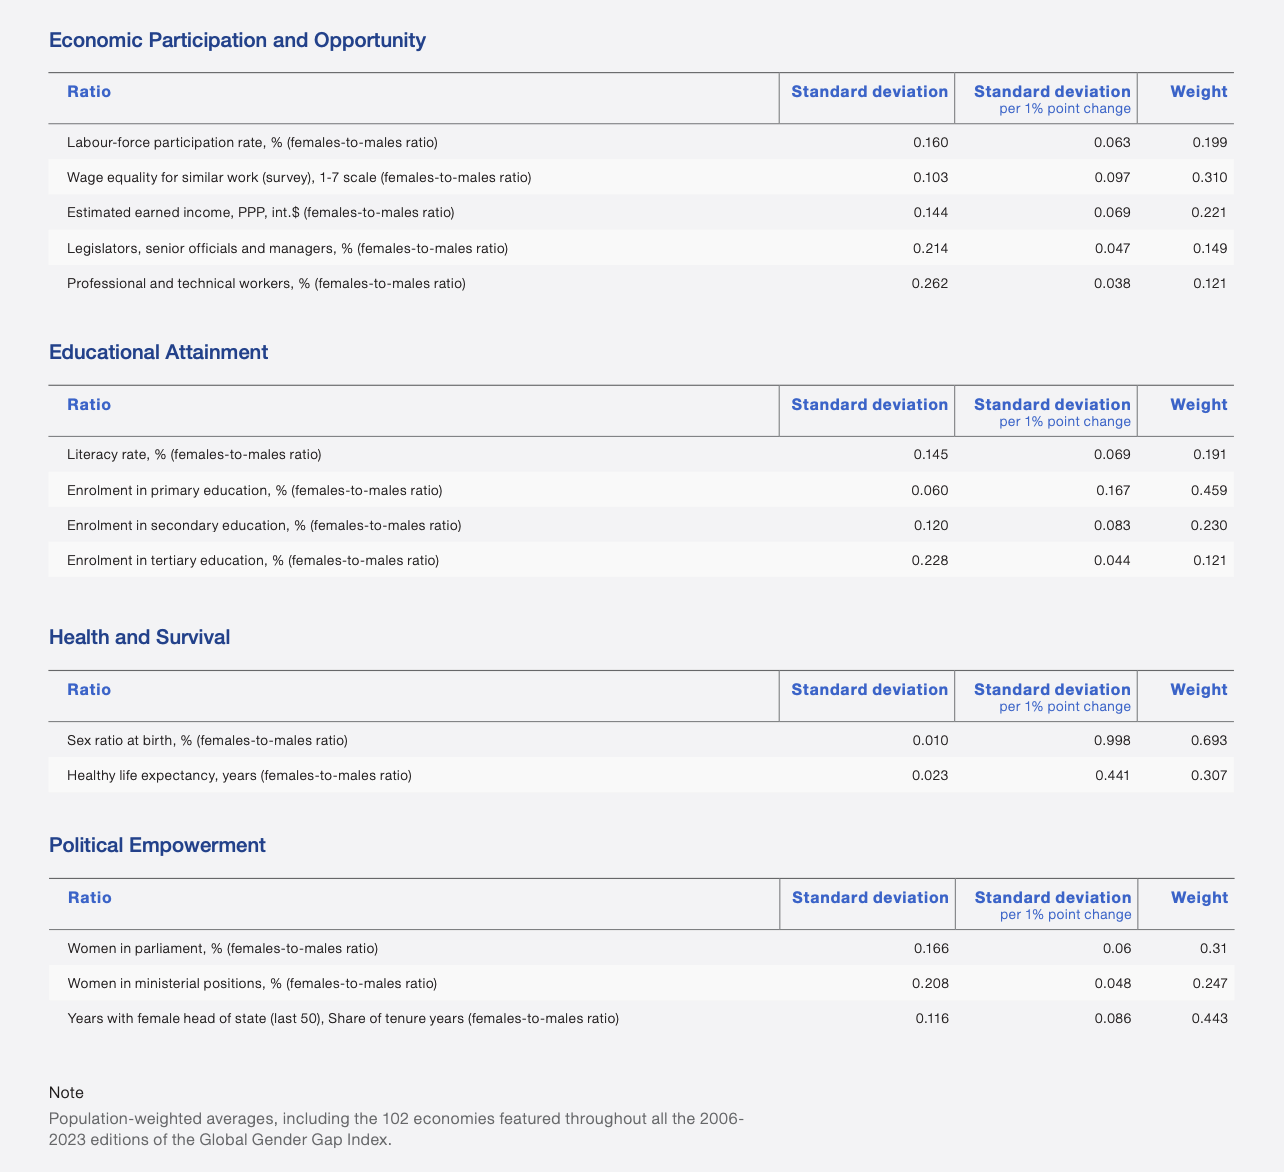 Economic Participation and Opportunity
Ratio Standard deviation Standard deviation Weight
per 1% point change
Labour-force participation rate, % (females-to-males ratio) 0.160 0.063 0.199
Wage equality for similar work (survey), 1-7 scale (females-to-males ratio) 0.103 0.097 0.310
Estimated earned income, PPP, int.$ (females-to-males ratio) 0.144 0.069 0.221
Legislators, senior officials and managers, % (females-to-males ratio) 0.214 0.047 0.149
Professional and technical workers, % (females-to-males ratio) 0.262 0.038 0.121
Educational Attainment
Ratio Standard deviation Standard deviation Weight
per 1% point change
Literacy rate, % (females-to-males ratio) 0.145 0.069 0.191
Enrolment in primary education, % (females-to-males ratio) 0.060 0.167 0.459
Enrolment in secondary education, % (females-to-males ratio) 0.120 0.083 0.230
Enrolment in tertiary education, % (females-to-males ratio) 0.228 0.044 0.121
Health and Survival
Ratio Standard deviation Standard deviation Weight
per 1% point change
Sex ratio at birth, % (females-to-males ratio) 0.010 0.998 0.693
Healthy life expectancy, years (females-to-males ratio) 0.023 0.441 0.307
Political Empowerment
Ratio Standard deviation Standard deviation Weight
per 1% point change
Women in parliament, % (females-to-males ratio) 0.166 0.06 0.31
Women in ministerial positions, % (females-to-males ratio) 0.208 0.048 0.247
Years with female head of state (last 50), Share of tenure years (females-to-males ratio) 0.116 0.086 0.443
Note
Population-weighted averages, including the 102 economies featured throughout all the 2006-
2023 editions of the Global Gender Gap Index.